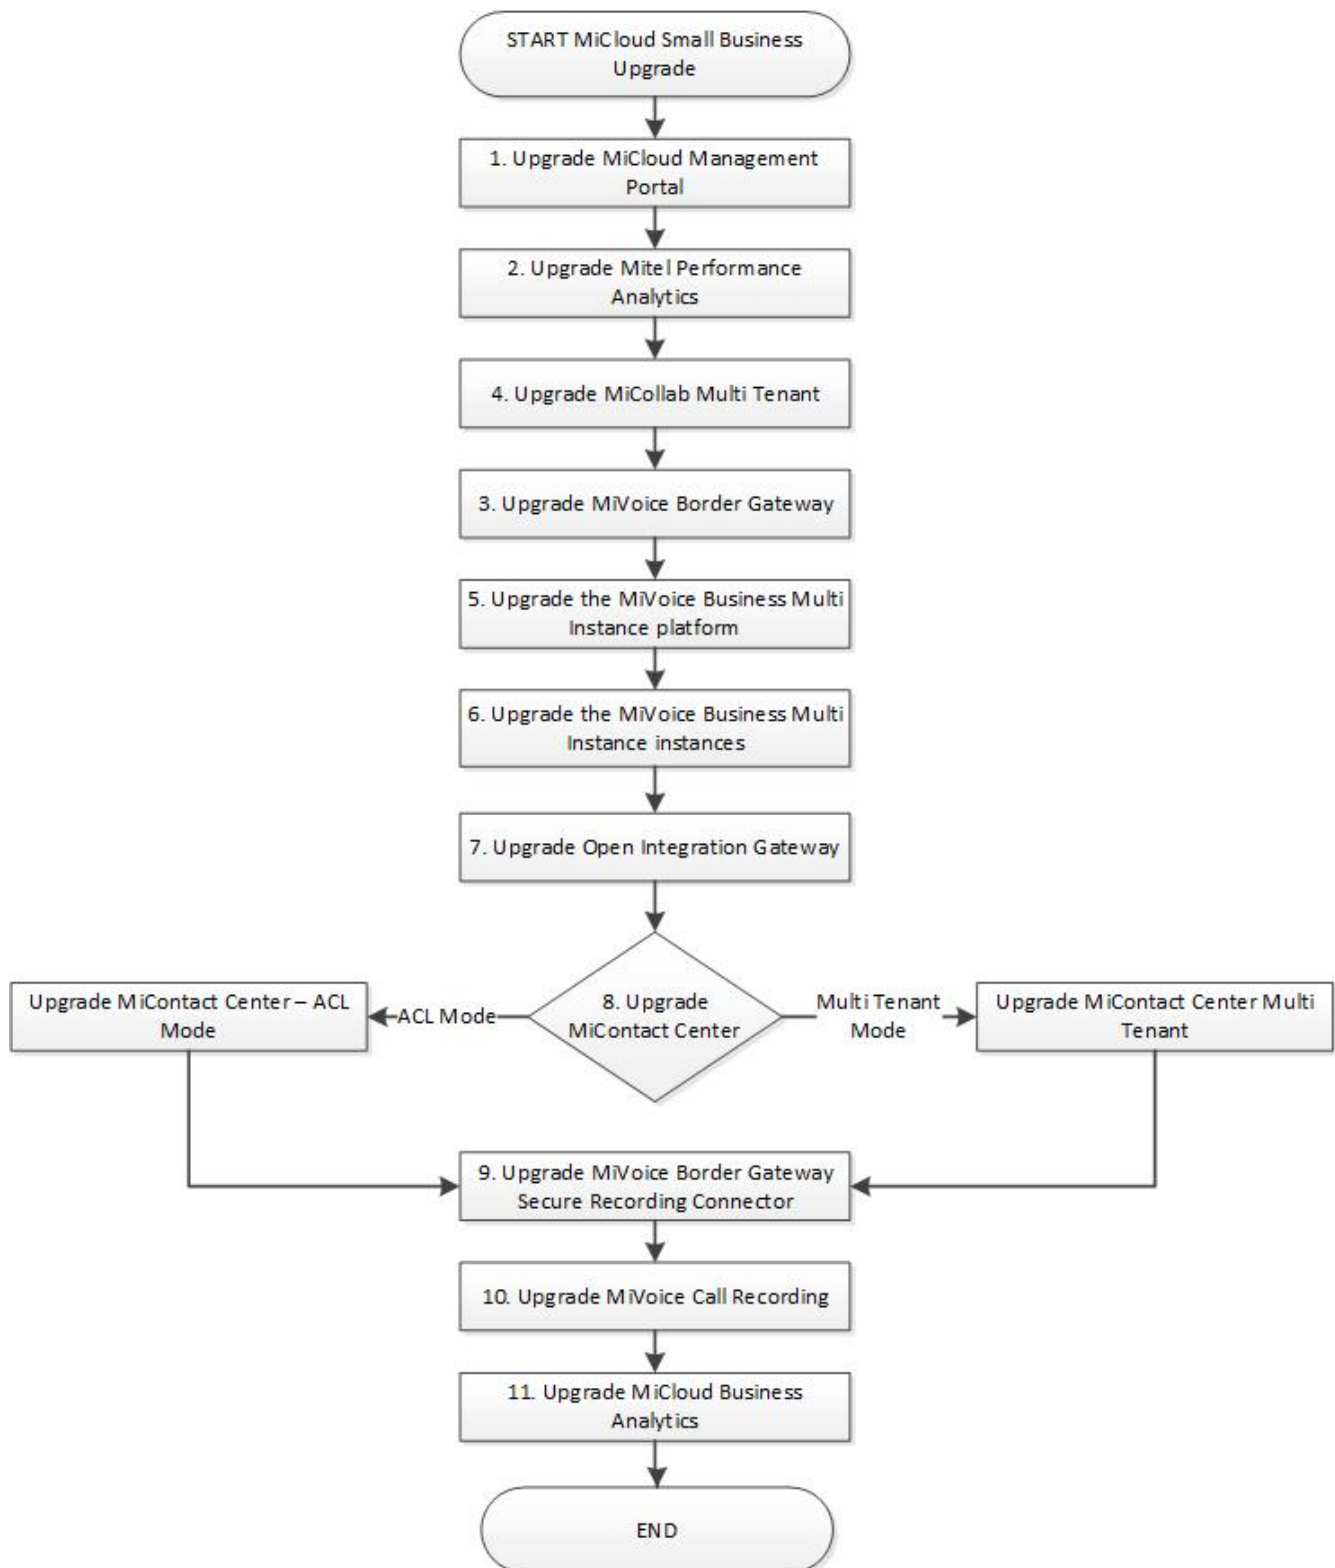 START MiCloud Small Business
Upgrade
1. Upgrade MiCloud Management
Portal
2. Upgrade Mitel Performance
Analytics
4. Upgrade MiCollab Multi Tenant
3. Upgrade MiVoice Border Gateway
5. Upgrade the MiVoice Business Multi
Instance platform
6. Upgrade the MiVoice Business Multi
Instance instances
7. Upgrade Open Integration Gateway
8. Upgrade
MiContact Center
ACL Mode
Upgrade MiContact Center – ACL
Mode
Multi Tenant
Mode
Upgrade MiContact Center Multi
Tenant
9. Upgrade MiVoice Border Gateway
Secure Recording Connector
10. Upgrade MiVoice Call Recording
11. Upgrade MiCloud Business
Analytics
END